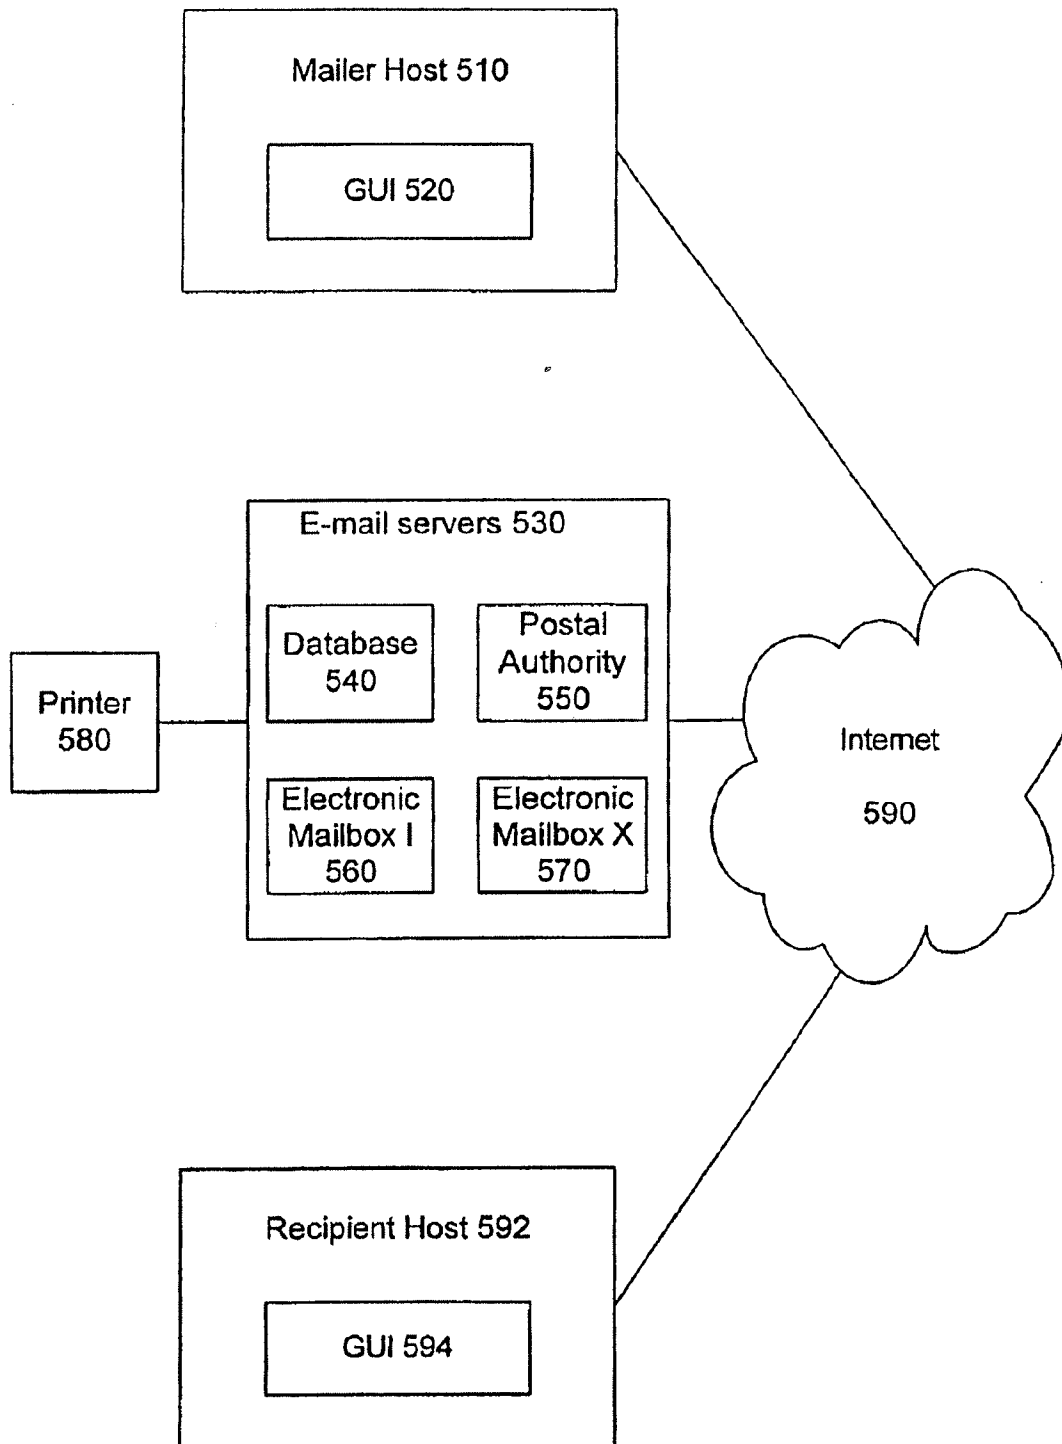 Mailer Host 510
GUI 520
E-mail servers 530
Database
540
Postal
Authority
550
Printer
580
Internet
590
Electronic
Mailbox I
560
Electronic
Mailbox X
570
Recipient Host 592
GUI 594